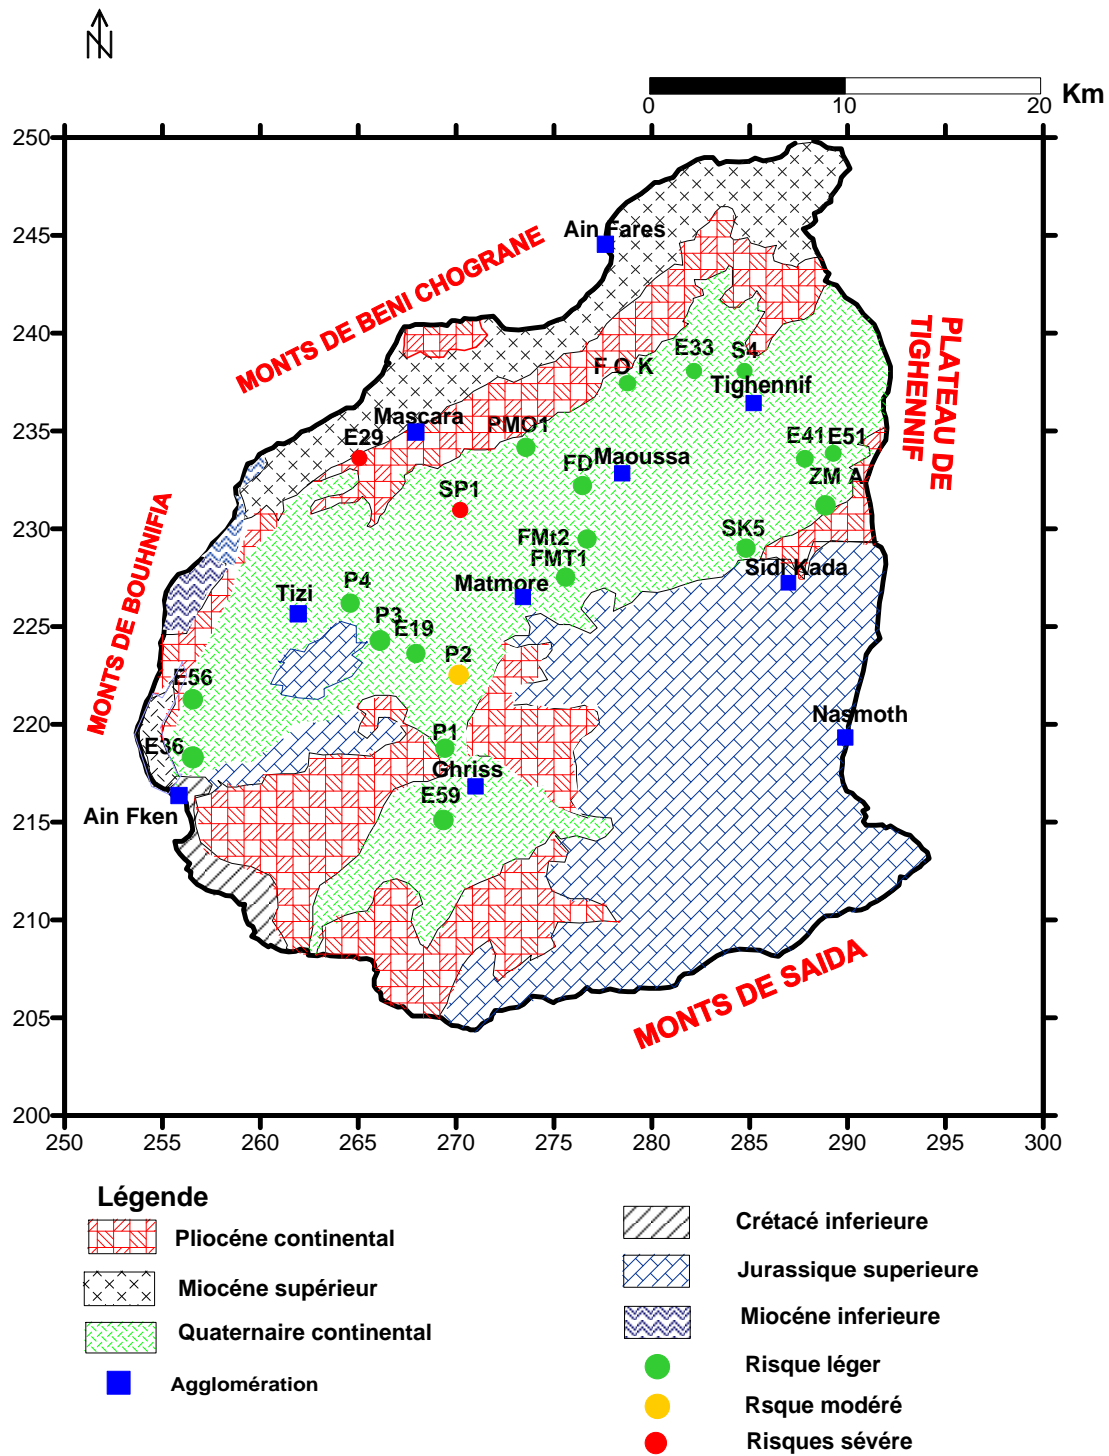 N
0 10 20 Km
250
245
240
235
230
225
220
215
210
205
200
250 255 260 265 270 275 280 285 290 295 300
MONTS DE BENI CHOGRANE
PLATEAU DE
TIGHENNIF
MONTS DE BOUHNIFIA
MONTS DE SAIDA
Ain Fares
E33
S4
F O K
Tighennif
Mascara
E29
PMO1
E41
E51
FD
Maoussa
ZM A
SP1
FMt2
FMT1
SK5
Sidi Kada
Matmore
Tizi
P4
P3
E19
P2
E56
Nasmoth
E36
P1
Ghriss
E59
Ain Fken
Légende
Pliocéne continental
Miocéne supérieur
Quaternaire continental
Agglomération
Crétacé inferieure
Jurassique superieure
Miocéne inferieure
Risque léger
Rsque modéré
Risques sévére